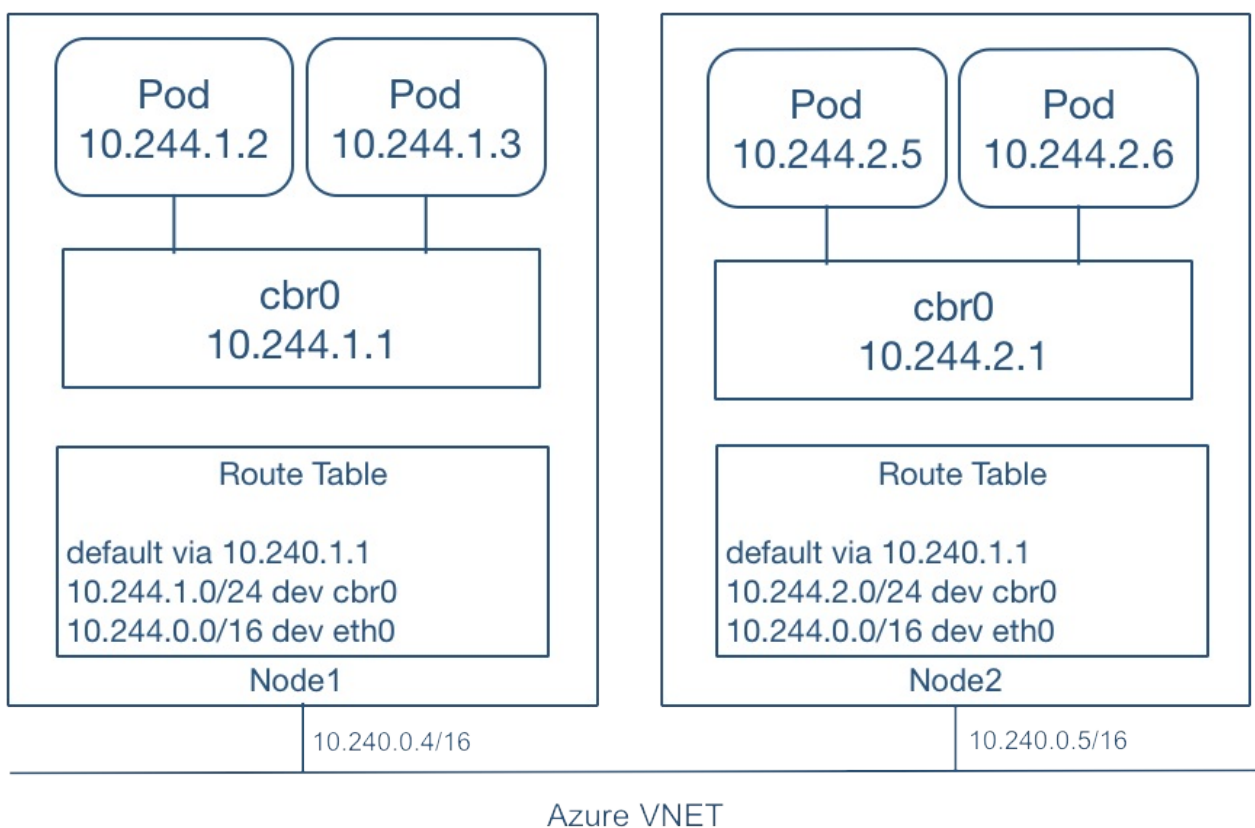 Pod
10.244.1.2
Pod
10.244.1.3
cbr0
10.244.1.1
Route Table
default via 10.240.1.1
10.244.1.0/24 dev cbr0
10.244.0.0/16 dev eth0
Node1
10.240.0.4/16
Pod
10.244.2.5
Pod
10.244.2.6
cbr0
10.244.2.1
Route Table
default via 10.240.1.1
10.244.2.0/24 dev cbr0
10.244.0.0/16 dev eth0
Node2
10.240.0.5/16
Azure VNET